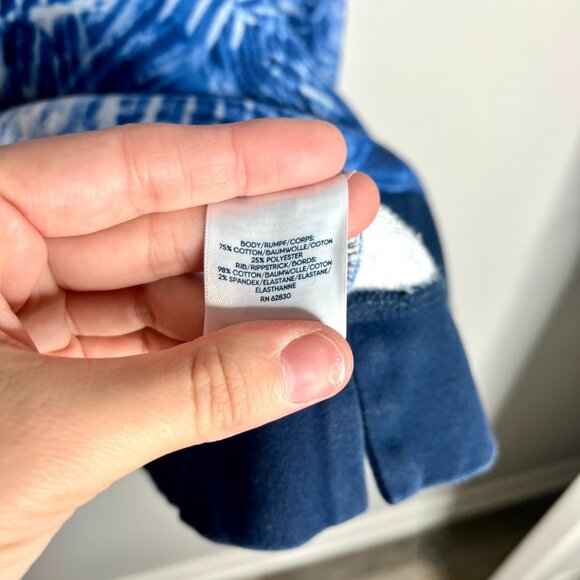 BODY/RUMPF/CORPS:
75% COTTON/BAUMWOLLE/COTON
25% POLYESTER
RIB/RIPPSTRICK/BORDS:
98% COTTON/BAUMWOLLE/COTON
2% SPANDEX/ELASTANE/ELASTANE/
ELASTHANNE
RN 62830